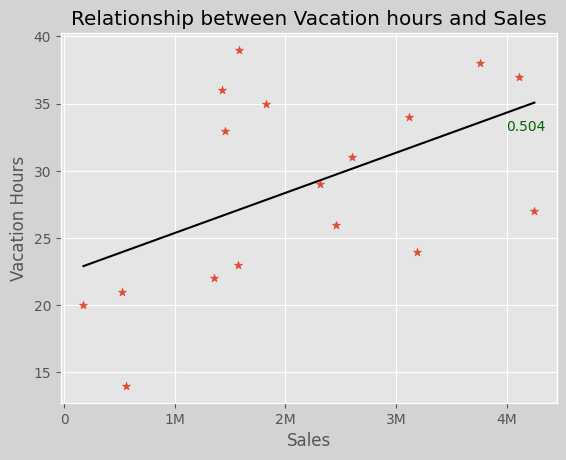 Relationship between Vacation hours and Sales
40
35
30
25
20
15
Vacation Hours
0.504
0 1M 2M 3M 4M
Sales